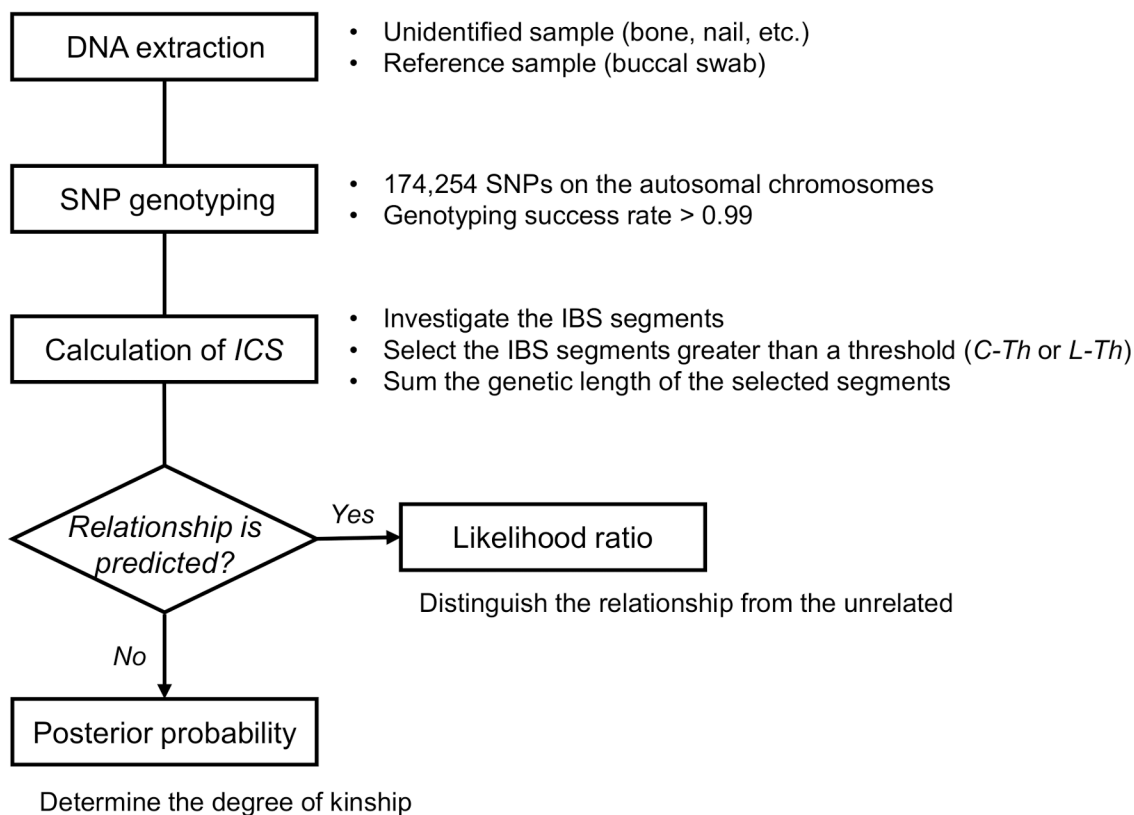 DNA extraction
• Unidentified sample (bone, nail, etc.)
• Reference sample (buccal swab)
SNP genotyping
• 174,254 SNPs on the autosomal chromosomes
• Genotyping success rate > 0.99
Calculation of ICS
• Investigate the IBS segments
• Select the IBS segments greater than a threshold (C-Th or L-Th)
• Sum the genetic length of the selected segments
Relationship is
predicted?
Yes
Likelihood ratio
Distinguish the relationship from the unrelated
No
Posterior probability
Determine the degree of kinship